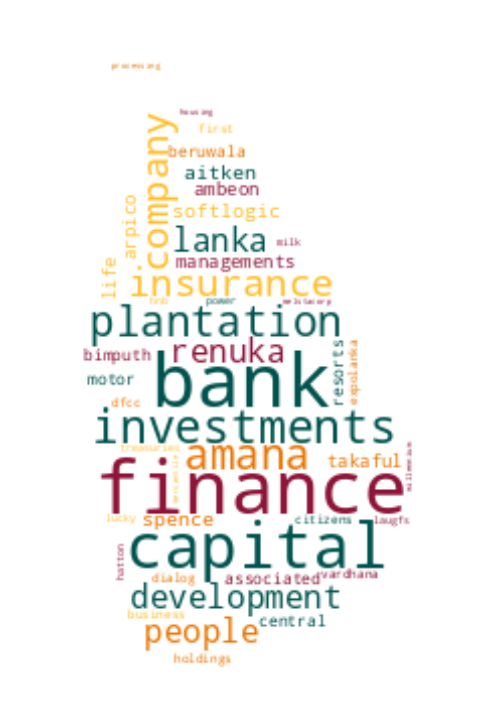 processing
housing
first
company
beruwala
aitken
ambeon
arpico
softlogic
lanka
milk
managements
life
insurance
hnb
power
melstacorp
plantation
bimputh
renuka
resorts
expolanka
motor
bank
dfcc
investments
treasuries
amana
takaful
mercantile
millennium
finance
lucky
spence
citizens
laugfs
capital
hatton
dialog
associated
vardhana
development
business
central
people
holdings